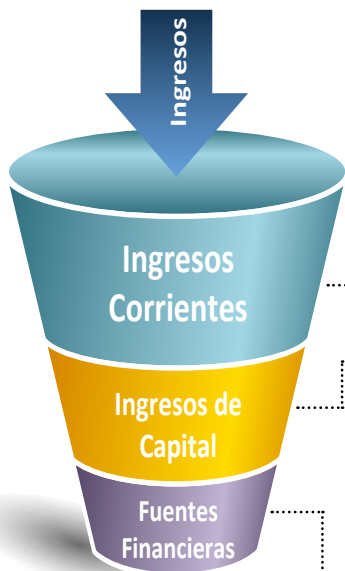 Ingresos
Ingresos
Corrientes
Ingresos de
Capital
Fuentes
Financieras